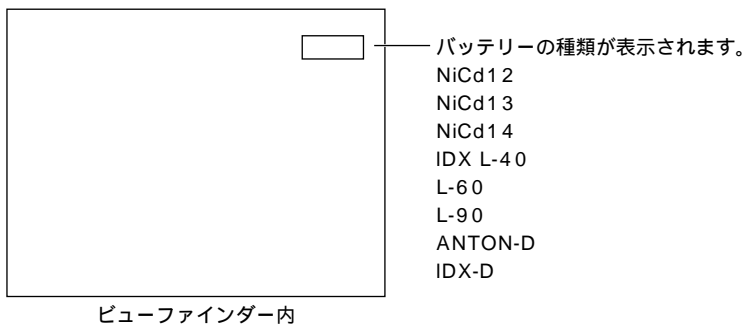 バッテリーの種類が表示されます。
NiCd12
NiCd13
NiCd14
IDX L-40
L-60
L-90
ANTON-D
IDX-D
ビューファインダー内